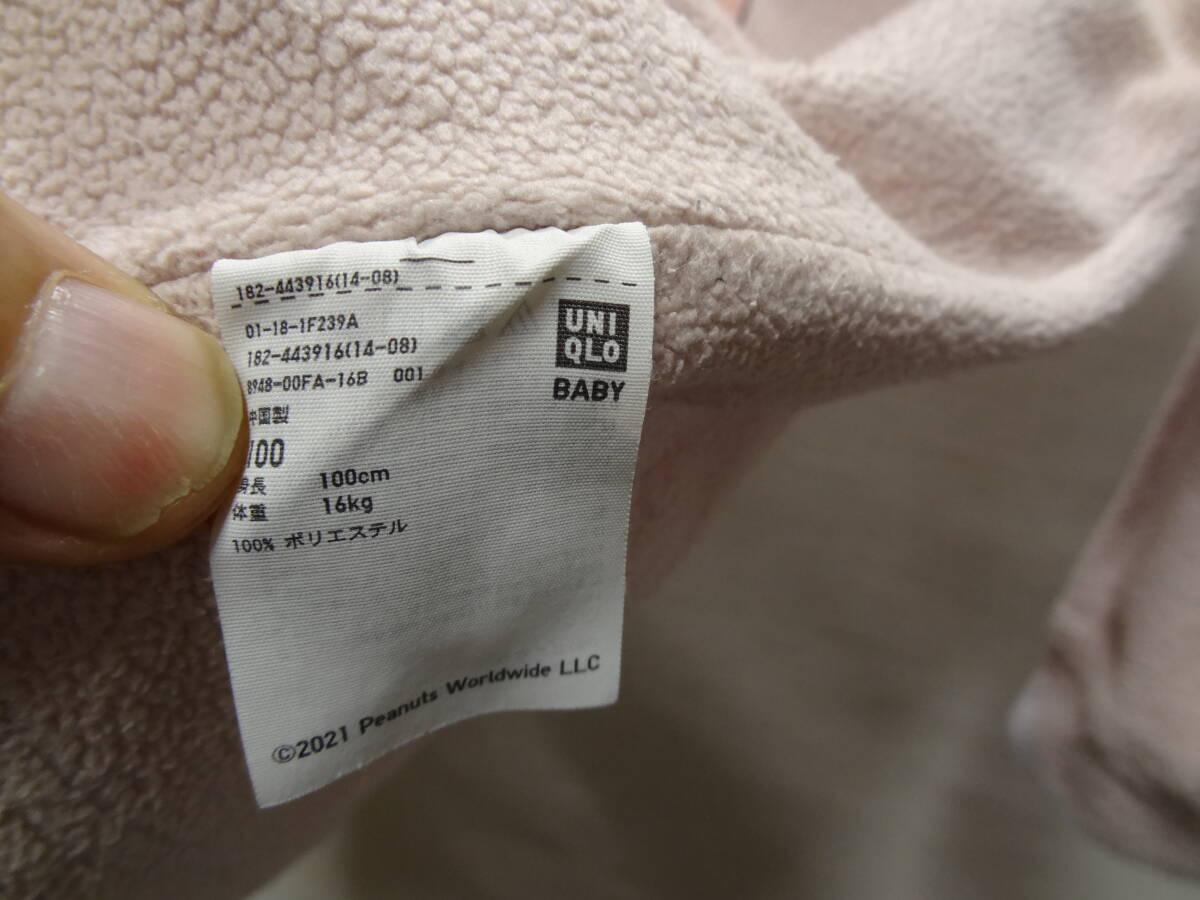 182-443916(14-08)
01-18-1F239A
182-443916(14-08)
8948-00FA-16B 001
中国製
100
身長 100cm
体重 16kg
100% ポリエステル
UNI
QLO
BABY
©2021 Peanuts Worldwide LLC